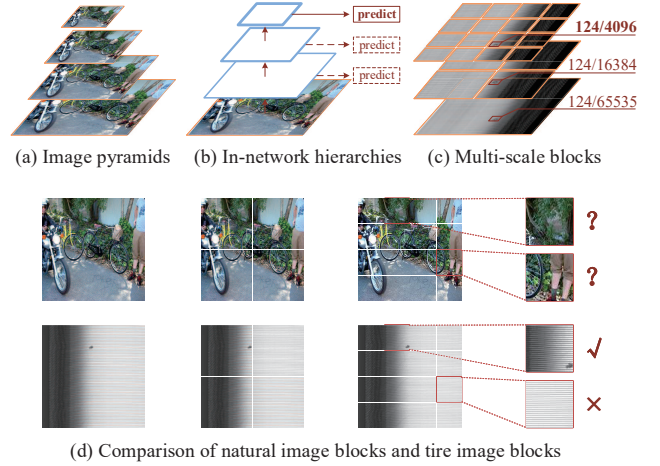 predict
predict
predict
124/4096
124/16384
124/65535
(a) Image pyramids
(b) In-network hierarchies
(c) Multi-scale blocks
?
?
√
×
(d) Comparison of natural image blocks and tire image blocks